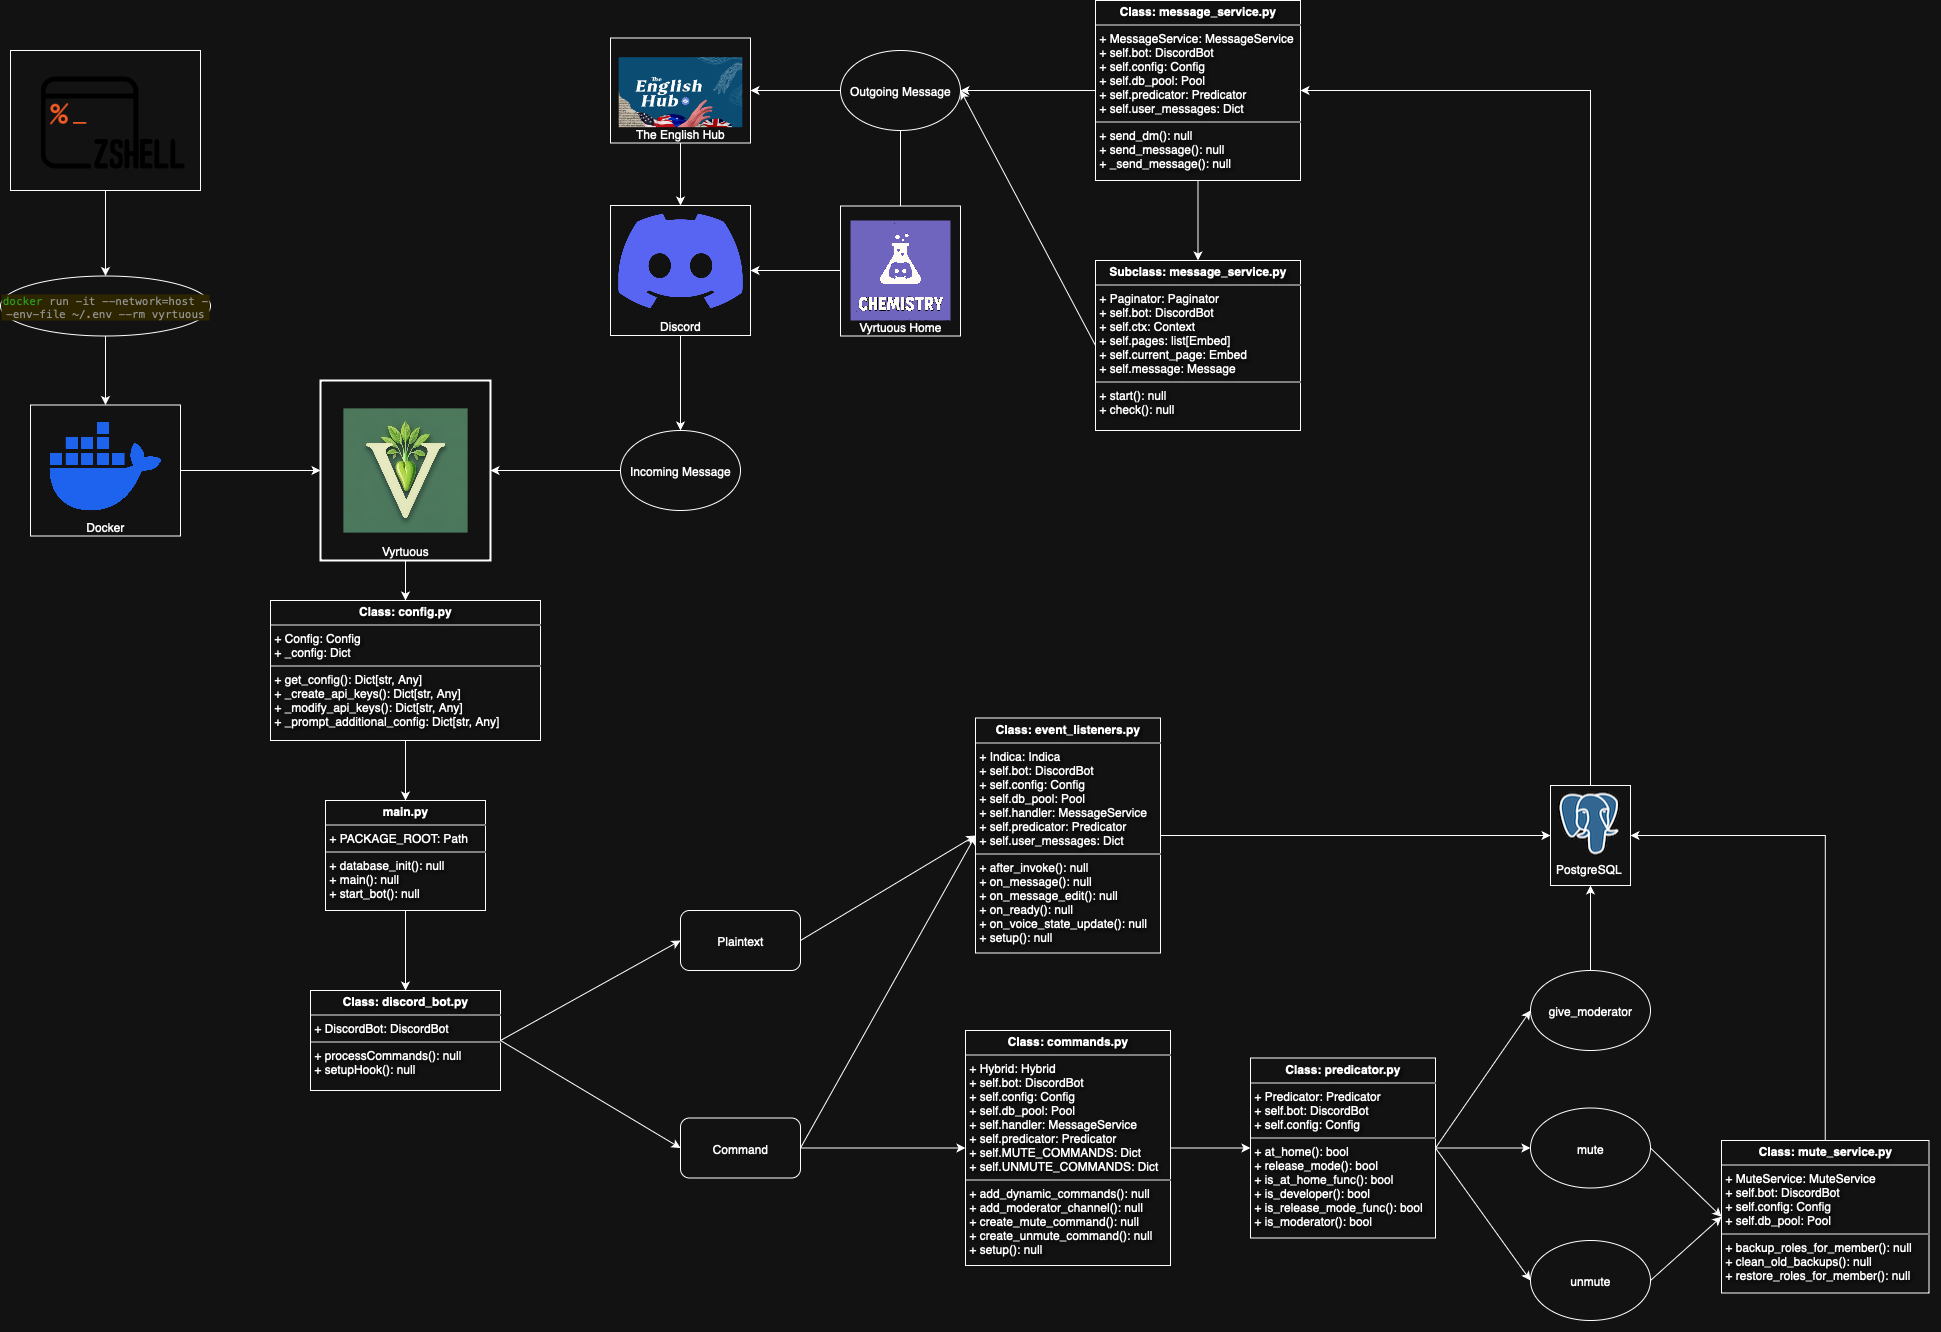 %_
ZSHELL
docker run -it --network=host -
-env-file ~/.env --rm vyrtuous
Docker
Vyrtuous
The
English
Hub
The English Hub
Discord
Outgoing Message
CHEMISTRY
Vyrtuous Home
Incoming Message
Class: message_service.py
+ MessageService: MessageService
+ self.bot: DiscordBot
+ self.config: Config
+ self.db_pool: Pool
+ self.predicator: Predicator
+ self.user_messages: Dict
+ send_dm(): null
+ send_message(): null
+ _send_message(): null
Subclass: message_service.py
+ Paginator: Paginator
+ self.bot: DiscordBot
+ self.ctx: Context
+ self.pages: list[Embed]
+ self.current_page: Embed
+ self.message: Message
+ start(): null
+ check(): null
Class: config.py
+ Config: Config
+ _config: Dict
+ get_config(): Dict[str, Any]
+ _create_api_keys(): Dict[str, Any]
+ _modify_api_keys(): Dict[str, Any]
+ _prompt_additional_config: Dict[str, Any]
main.py
+ PACKAGE_ROOT: Path
+ database_init(): null
+ main(): null
+ start_bot(): null
Class: discord_bot.py
+ DiscordBot: DiscordBot
+ processCommands(): null
+ setupHook(): null
Plaintext
Command
Class: event_listeners.py
+ Indica: Indica
+ self.bot: DiscordBot
+ self.config: Config
+ self.db_pool: Pool
+ self.handler: MessageService
+ self.predicator: Predicator
+ self.user_messages: Dict
+ after_invoke(): null
+ on_message(): null
+ on_message_edit(): null
+ on_ready(): null
+ on_voice_state_update(): null
+ setup(): null
Class: commands.py
+ Hybrid: Hybrid
+ self.bot: DiscordBot
+ self.config: Config
+ self.db_pool: Pool
+ self.handler: MessageService
+ self.predicator: Predicator
+ self.MUTE_COMMANDS: Dict
+ self.UNMUTE_COMMANDS: Dict
+ add_dynamic_commands(): null
+ add_moderator_channel(): null
+ create_mute_command(): null
+ create_unmute_command(): null
+ setup(): null
Class: predicator.py
+ Predicator: Predicator
+ self.bot: DiscordBot
+ self.config: Config
+ at_home(): bool
+ release_mode(): bool
+ is_at_home_func(): bool
+ is_developer(): bool
+ is_release_mode_func(): bool
+ is_moderator(): bool
PostgreSQL
give_moderator
mute
unmute
Class: mute_service.py
+ MuteService: MuteService
+ self.bot: DiscordBot
+ self.config: Config
+ self.db_pool: Pool
+ backup_roles_for_member(): null
+ clean_old_backups(): null
+ restore_roles_for_member(): null